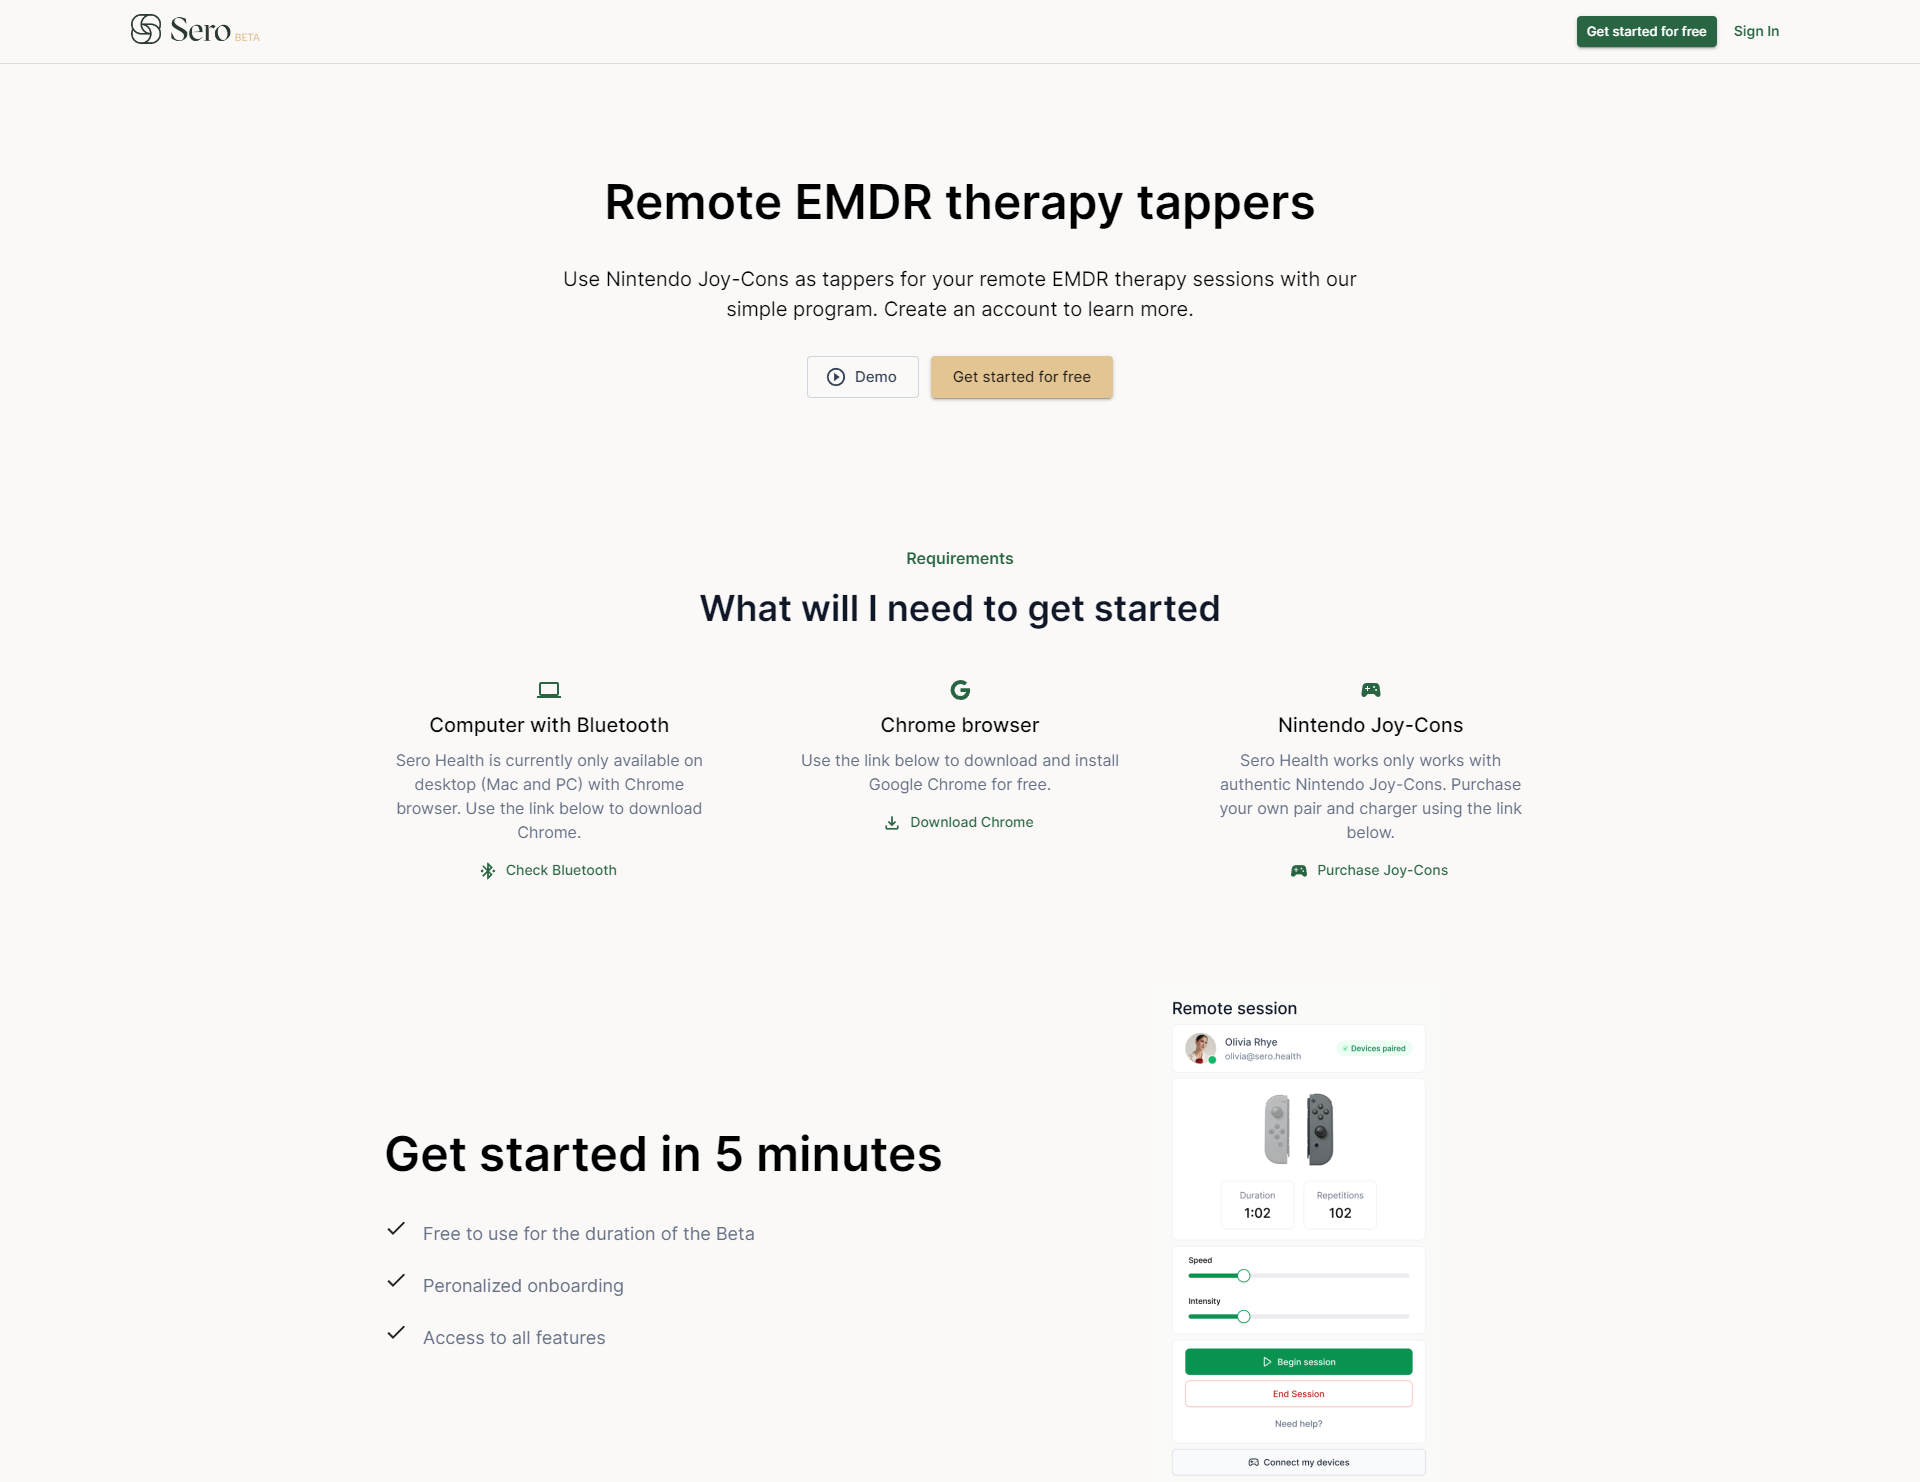 Sero BETA
Get started for free
Sign In
Remote EMDR therapy tappers
Use Nintendo Joy-Cons as tappers for your remote EMDR therapy sessions with our
simple program. Create an account to learn more.
Demo
Get started for free
Requirements
What will I need to get started
Computer with Bluetooth
Sero Health is currently only available on
desktop (Mac and PC) with Chrome
browser. Use the link below to download
Chrome.
Check Bluetooth
Chrome browser
Use the link below to download and install
Google Chrome for free.
Download Chrome
Nintendo Joy-Cons
Sero Health works only works with
authentic Nintendo Joy-Cons. Purchase
your own pair and charger using the link
below.
Purchase Joy-Cons
Get started in 5 minutes
Free to use for the duration of the Beta
Peronalized onboarding
Access to all features
Remote session
Olivia Rhye
olivia@sero.health
Devices paired
Duration
1:02
Repetitions
102
Speed
Intensity
Begin session
End Session
Need help?
Connect my devices